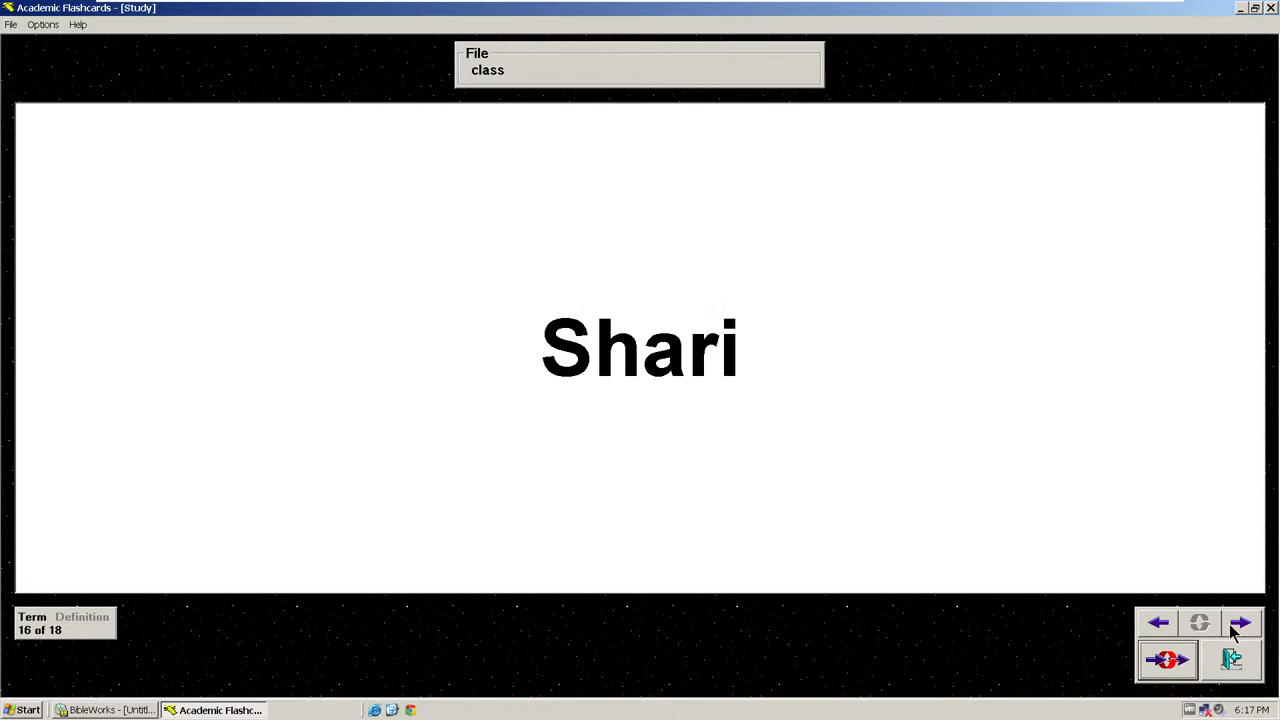 Academic Flashcards - [Study]
File Options Help
File
class
Shari
Term Definition
16 of 18
Start BibleWorks - [Untitl... Academic Flashc... 6:17 PM